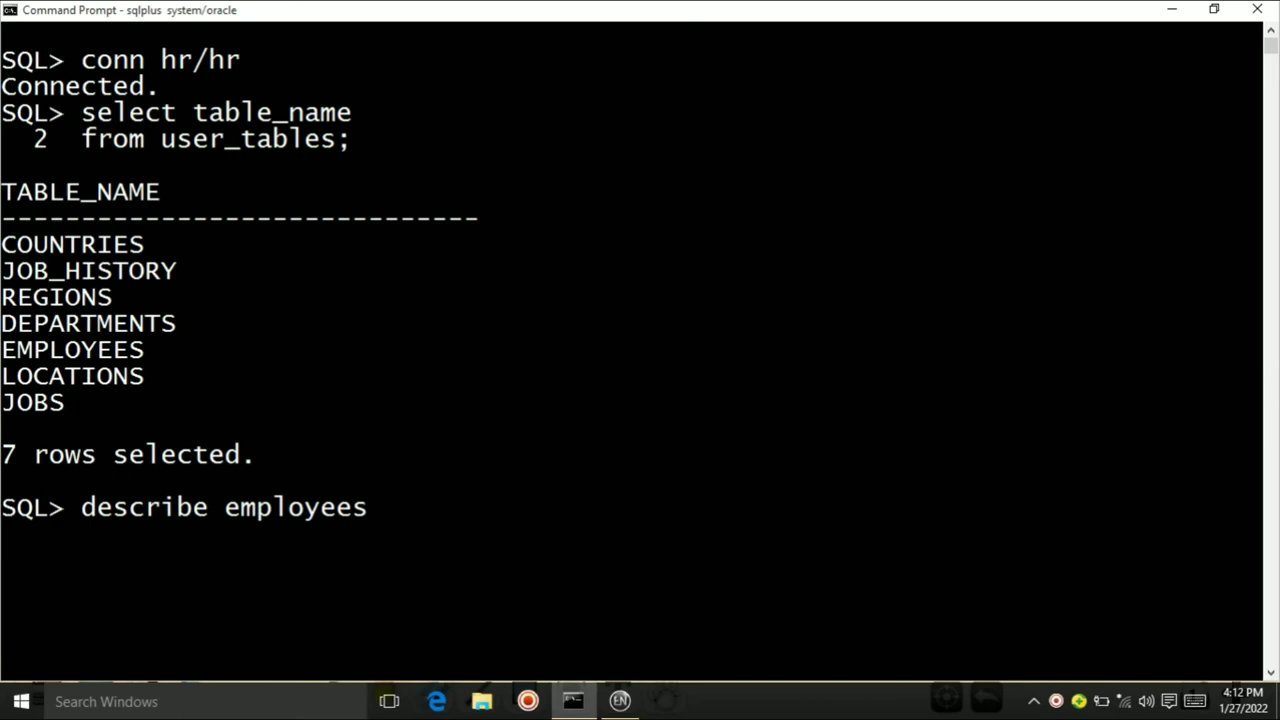 Command Prompt - sqlplus  system/oracle
SQL> conn hr/hr
Connected.
SQL> select table_name
  2  from user_tables;
TABLE_NAME
------------------------------
COUNTRIES
JOB_HISTORY
REGIONS
DEPARTMENTS
EMPLOYEES
LOCATIONS
JOBS
7 rows selected.
SQL> describe employees
Search Windows
EN
4:12 PM
1/27/2022